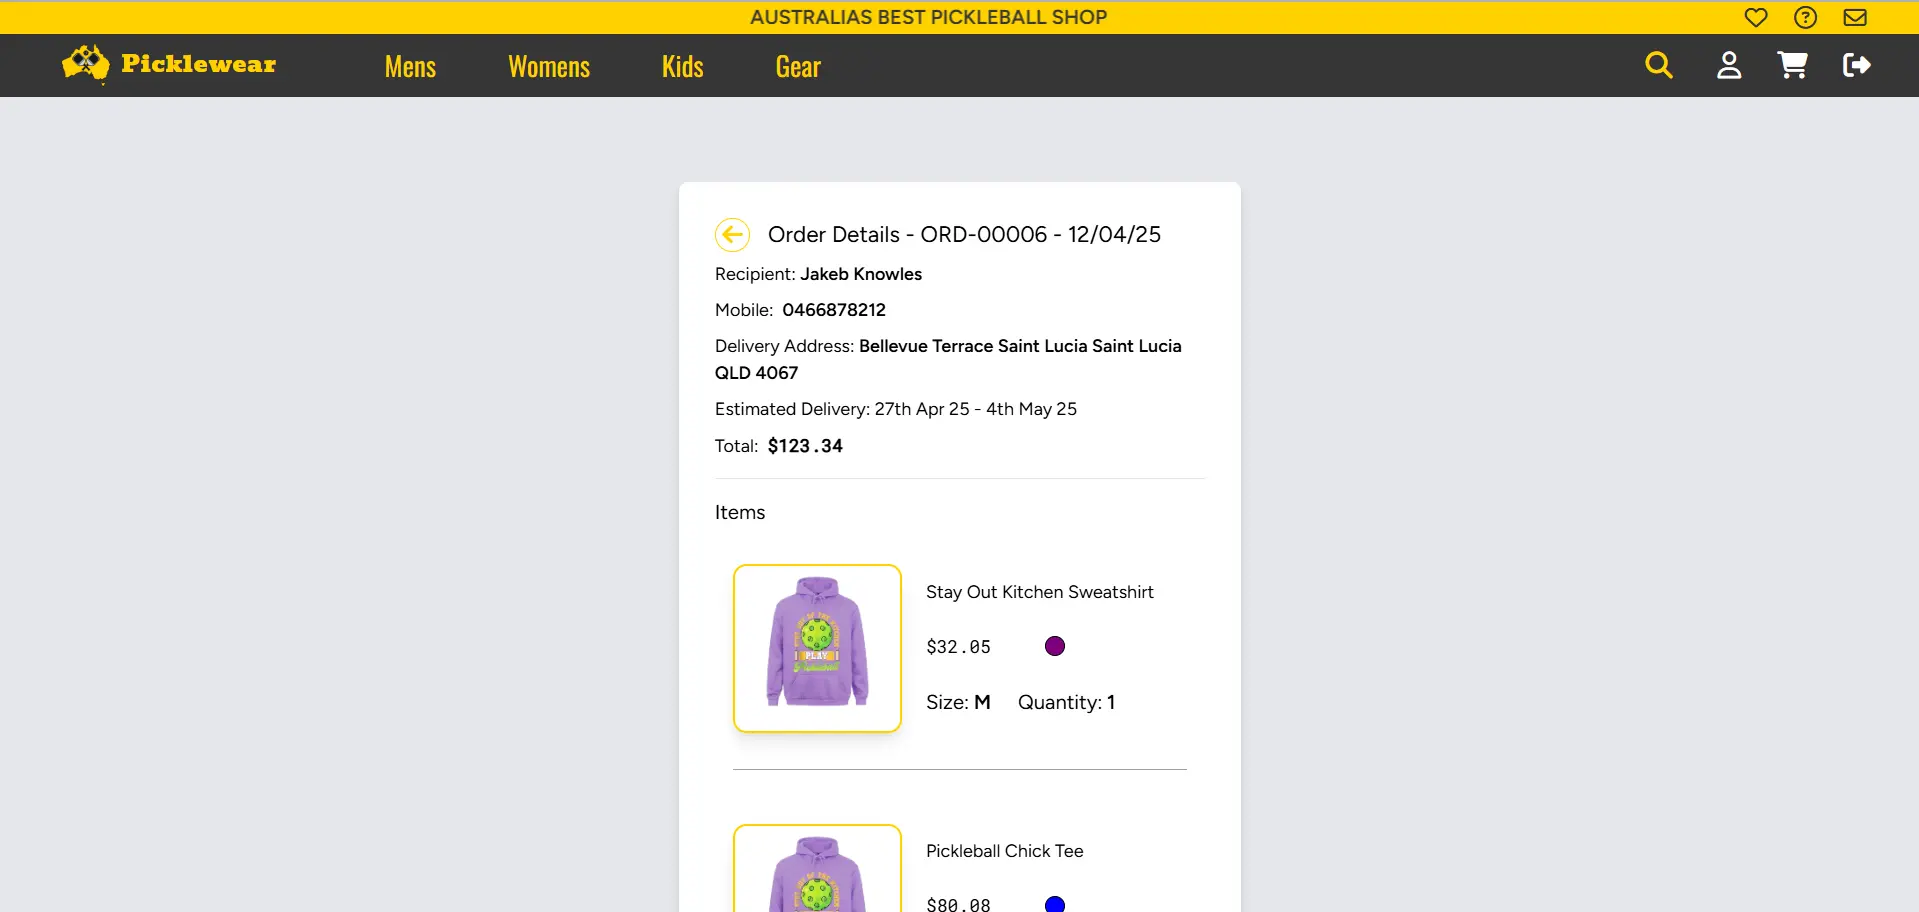 AUSTRALIAS BEST PICKLEBALL SHOP
Picklewear Mens Womens Kids Gear
Order Details - ORD-00006 - 12/04/25
Recipient: Jakeb Knowles
Mobile: 0466878212
Delivery Address: Bellevue Terrace Saint Lucia Saint Lucia
QLD 4067
Estimated Delivery: 27th Apr 25 - 4th May 25
Total: $123.34
Items
Stay Out Kitchen Sweatshirt
$32.05
Size: M Quantity: 1
PLAY
Pickleball Chick Tee
$80.08